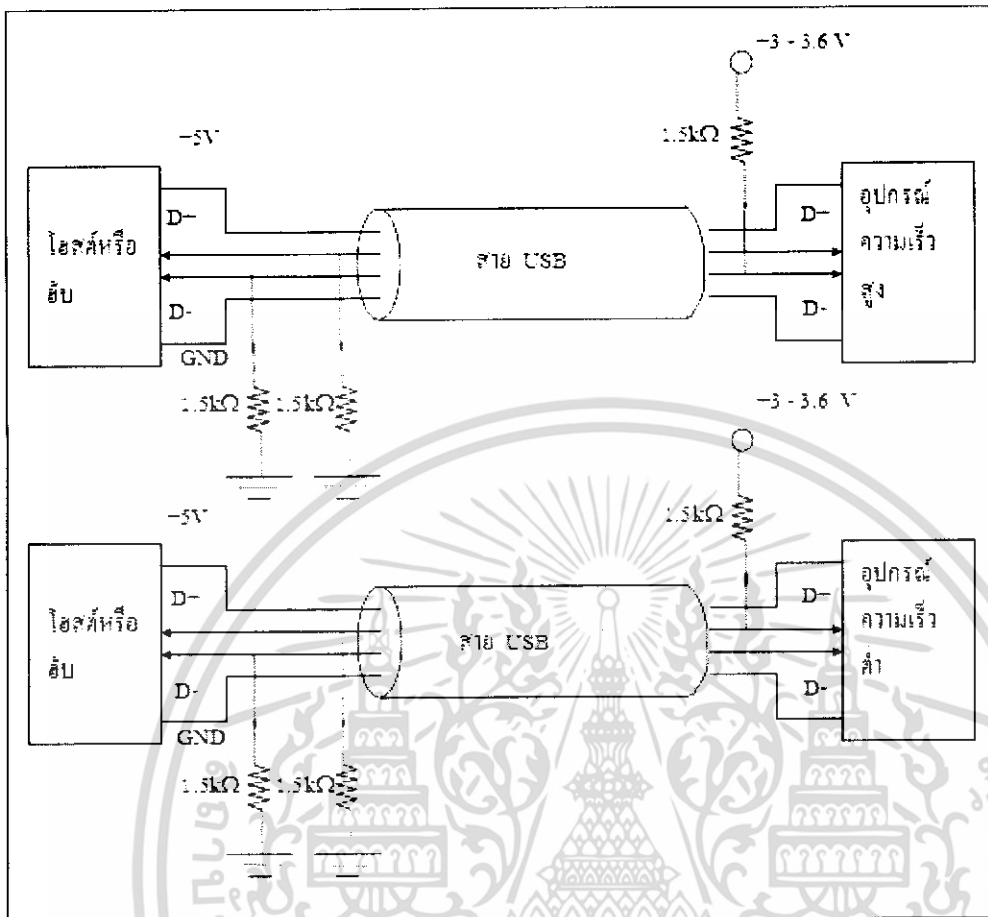 =3 - 3.6 V
=5V
1.5kΩ
D+
โฮสต์หรือ
ฮับ
D-
GND
สาย USB
D+
อุปกรณ์
ความเร็ว
สูง
D-
1.5kΩ
1.5kΩ
=3 - 3.6 V
=5V
1.5kΩ
D+
โฮสต์หรือ
ฮับ
D-
GND
สาย USB
D+
อุปกรณ์
ความเร็ว
ต่ำ
D-
1.5kΩ
1.5kΩ